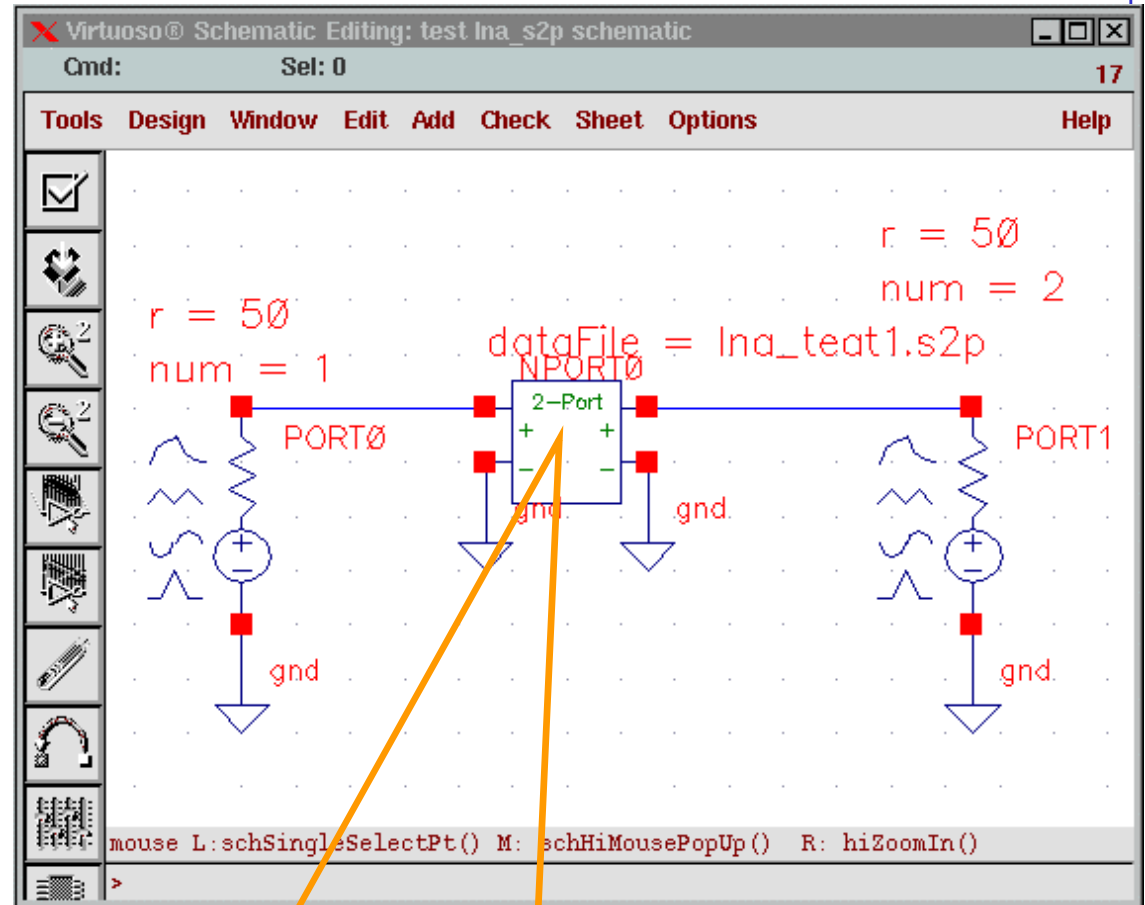 Virtuoso® Schematic Editing: test lna_s2p schematic
Cmd: Sel: 0 17
Tools Design Window Edit Add Check Sheet Options Help
r = 50
num = 2
r = 50
num = 1
dataFile = lna_teat1.s2p
NPORT0
2-Port
PORT0
+ +
PORT1
- -
gnd
gnd
+
-
+
-
gnd
gnd
mouse L:schSingleSelectPt() M: schHiMousePopUp() R: hiZoomIn()
>
2
2